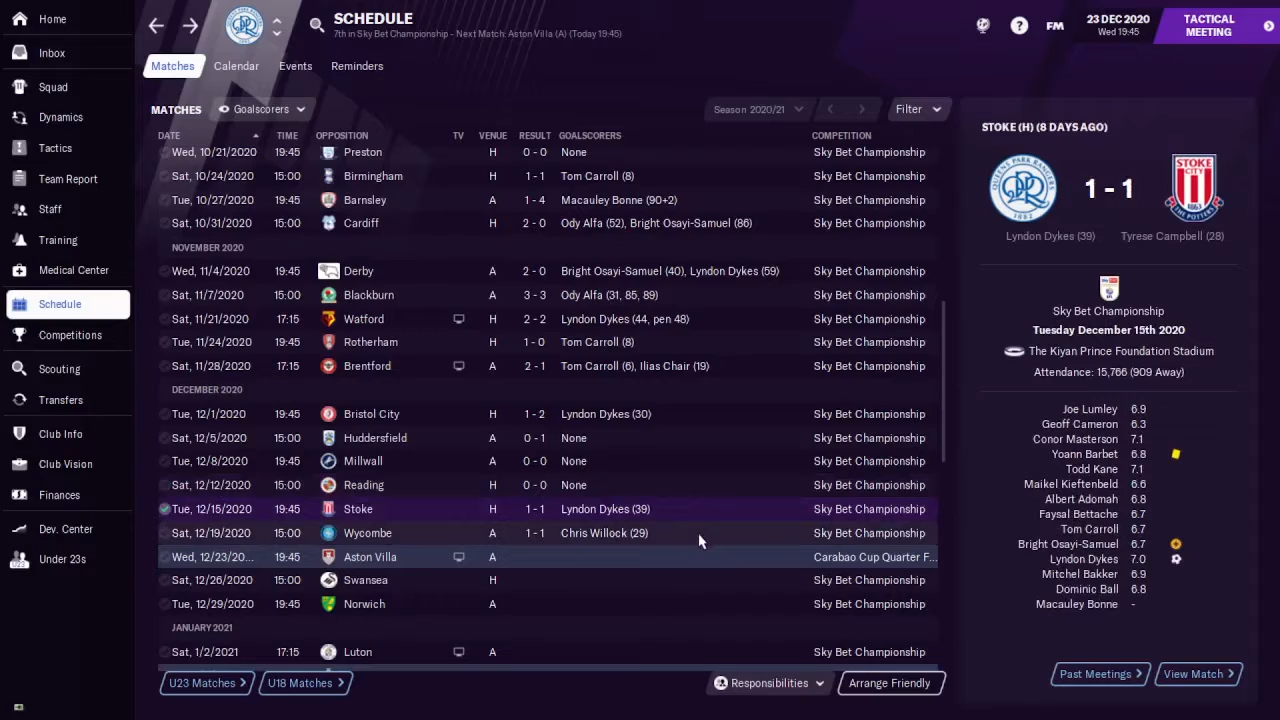 Home
Inbox
Squad
Dynamics
Tactics
Team Report
Staff
Training
Medical Center
Schedule
Competitions
Scouting
Transfers
Club Info
Club Vision
Finances
Dev. Center
Under 23s
SCHEDULE
7th in Sky Bet Championship - Next Match: Aston Villa (A) (Today 19:45)
FM
23 DEC 2020
Wed 19:45
TACTICAL MEETING
Matches Calendar Events Reminders
MATCHES Goalscorers Season 2020/21 Filter
DATE TIME OPPOSITION TV VENUE RESULT GOALSCORERS COMPETITION
Wed, 10/21/2020 19:45 Preston H 0 - 0 None Sky Bet Championship
Sat, 10/24/2020 15:00 Birmingham H 1 - 1 Tom Carroll (8) Sky Bet Championship
Tue, 10/27/2020 19:45 Barnsley A 1 - 4 Macauley Bonne (90+2) Sky Bet Championship
Sat, 10/31/2020 15:00 Cardiff H 2 - 0 Ody Alfa (52), Bright Osayi-Samuel (86) Sky Bet Championship
NOVEMBER 2020
Wed, 11/4/2020 19:45 Derby A 2 - 0 Bright Osayi-Samuel (40), Lyndon Dykes (59) Sky Bet Championship
Sat, 11/7/2020 15:00 Blackburn A 3 - 3 Ody Alfa (31, 85, 89) Sky Bet Championship
Sat, 11/21/2020 17:15 Watford H 2 - 2 Lyndon Dykes (44, pen 48) Sky Bet Championship
Tue, 11/24/2020 19:45 Rotherham H 1 - 0 Tom Carroll (8) Sky Bet Championship
Sat, 11/28/2020 17:15 Brentford A 2 - 1 Tom Carroll (6), Ilias Chair (19) Sky Bet Championship
DECEMBER 2020
Tue, 12/1/2020 19:45 Bristol City H 1 - 2 Lyndon Dykes (30) Sky Bet Championship
Sat, 12/5/2020 15:00 Huddersfield A 0 - 1 None Sky Bet Championship
Tue, 12/8/2020 19:45 Millwall A 0 - 0 None Sky Bet Championship
Sat, 12/12/2020 15:00 Reading H 0 - 0 None Sky Bet Championship
Tue, 12/15/2020 19:45 Stoke H 1 - 1 Lyndon Dykes (39) Sky Bet Championship
Sat, 12/19/2020 15:00 Wycombe A 1 - 1 Chris Willock (29) Sky Bet Championship
Wed, 12/23/20... 19:45 Aston Villa A Carabao Cup Quarter F...
Sat, 12/26/2020 15:00 Swansea H Sky Bet Championship
Tue, 12/29/2020 19:45 Norwich A Sky Bet Championship
JANUARY 2021
Sat, 1/2/2021 17:15 Luton A Sky Bet Championship
U23 Matches U18 Matches Responsibilities Arrange Friendly
STOKE (H) (8 DAYS AGO)
QUEENS PARK RANGERS
1882
STOKE CITY
1863
THE POTTERS
1 - 1
Lyndon Dykes (39) Tyrese Campbell (28)
Sky Bet Championship
Tuesday December 15th 2020
The Kiyan Prince Foundation Stadium
Attendance: 15,766 (909 Away)
Joe Lumley 6.9
Geoff Cameron 6.3
Conor Masterson 7.1
Yoann Barbet 6.8
Todd Kane 7.1
Maikel Kieftenbeld 6.6
Albert Adomah 6.8
Faysal Bettache 6.7
Tom Carroll 6.7
Bright Osayi-Samuel 6.7
Lyndon Dykes 7.0
Mitchel Bakker 6.9
Dominic Ball 6.8
Macauley Bonne -
Past Meetings View Match